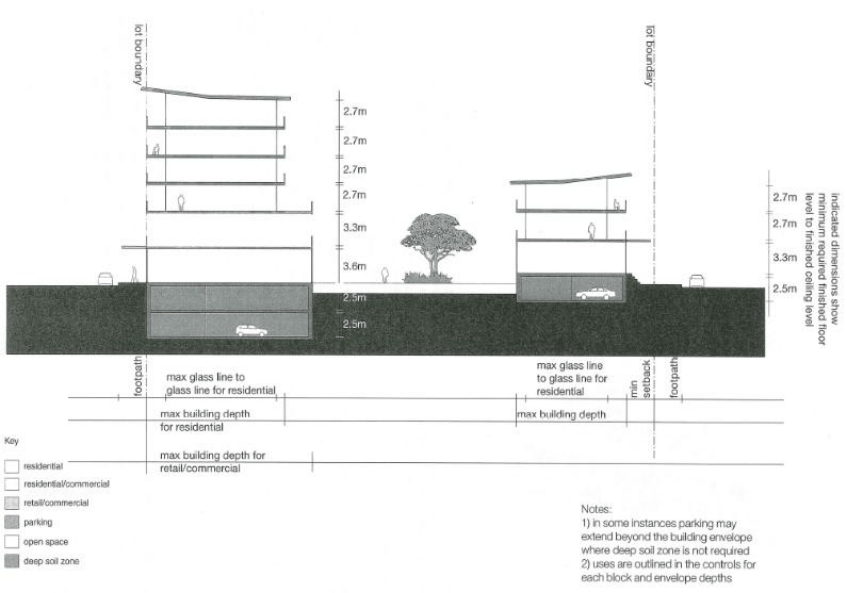 lot boundary
lot boundary
2.7m
2.7m
2.7m
2.7m
3.3m
3.6m
2.5m
2.5m
2.7m
2.7m
3.3m
2.5m
indicated dimensions show
minimum required finished floor
level to finished ceiling level
footpath
max glass line to
glass line for residential
max glass line
to glass line for
residential
min
setback
footpath
max building depth
for residential
max building depth
max building depth for
retail/commercial
Key
residential
residential/commercial
retail/commercial
parking
open space
deep soil zone
Notes:
1) in some instances parking may
extend beyond the building envelope
where deep soil zone is not required
2) uses are outlined in the controls for
each block and envelope depths